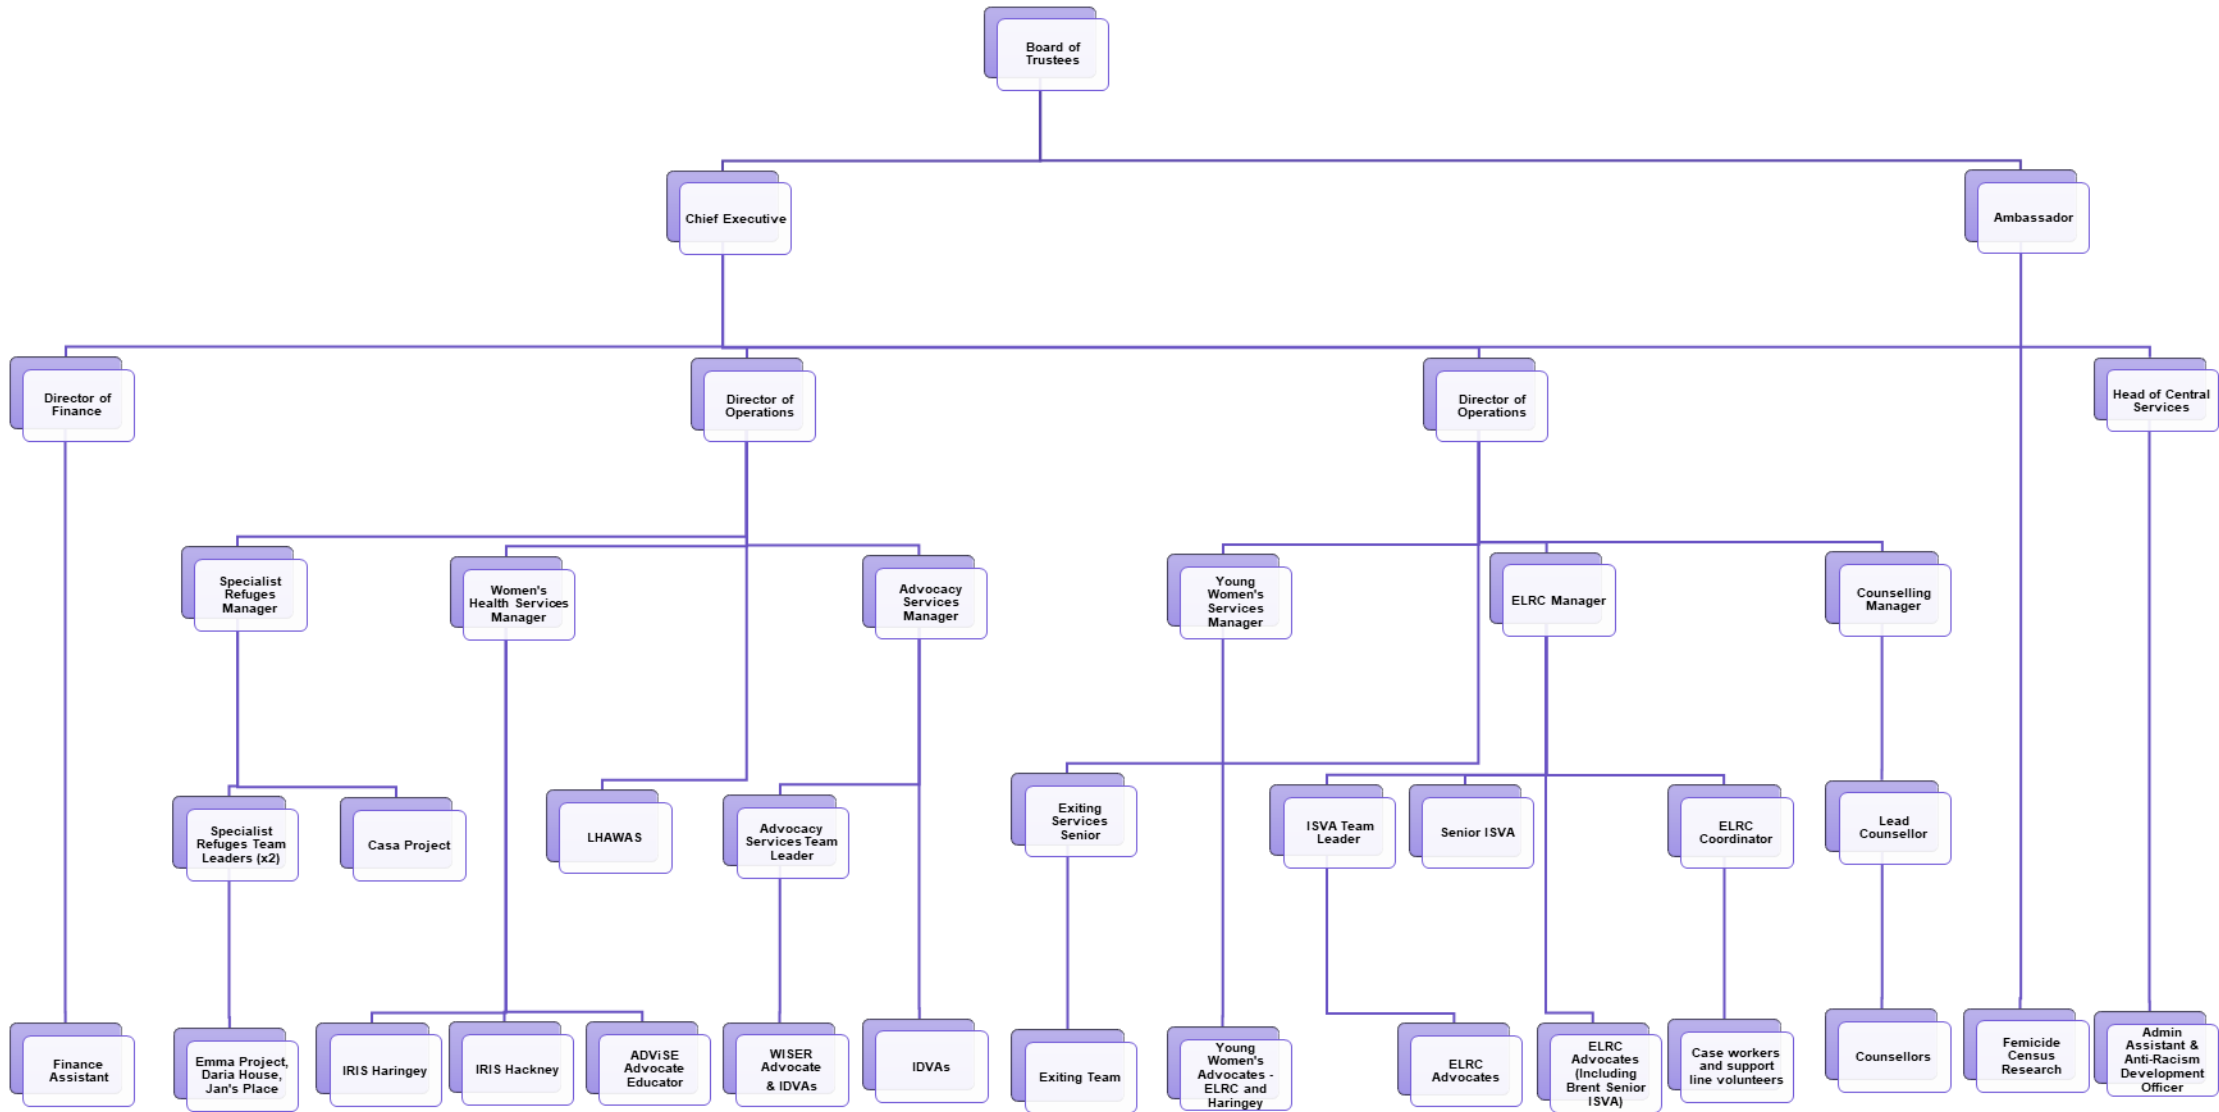 Board of
Trustees
Chief Executive
Ambassador
Director of
Finance
Director of
Operations
Director of
Operations
Head of Central
Services
Specialist
Refuges
Manager
Women's
Health Services
Manager
Advocacy
Services
Manager
Young
Women's
Services
Manager
ELRC Manager
Counselling
Manager
Specialist
Refuges Team
Leaders (x2)
Casa Project
LHAWAS
Advocacy
Services Team
Leader
Exiting
Services
Senior
ISVA Team
Leader
Senior ISVA
ELRC
Coordinator
Lead
Counsellor
Finance
Assistant
Emma Project,
Daria House,
Jan's Place
IRIS Haringey
IRIS Hackney
ADViSE
Advocate
Educator
WISER
Advocate
& IDVAs
IDVAs
Exiting Team
Young
Women's
Advocates -
ELRC and
Haringey
ELRC
Advocates
ELRC
Advocates
(Including
Brent Senior
ISVA)
Case workers
and support
line volunteers
Counsellors
Femicide
Census
Research
Admin
Assistant &
Anti-Racism
Development
Officer